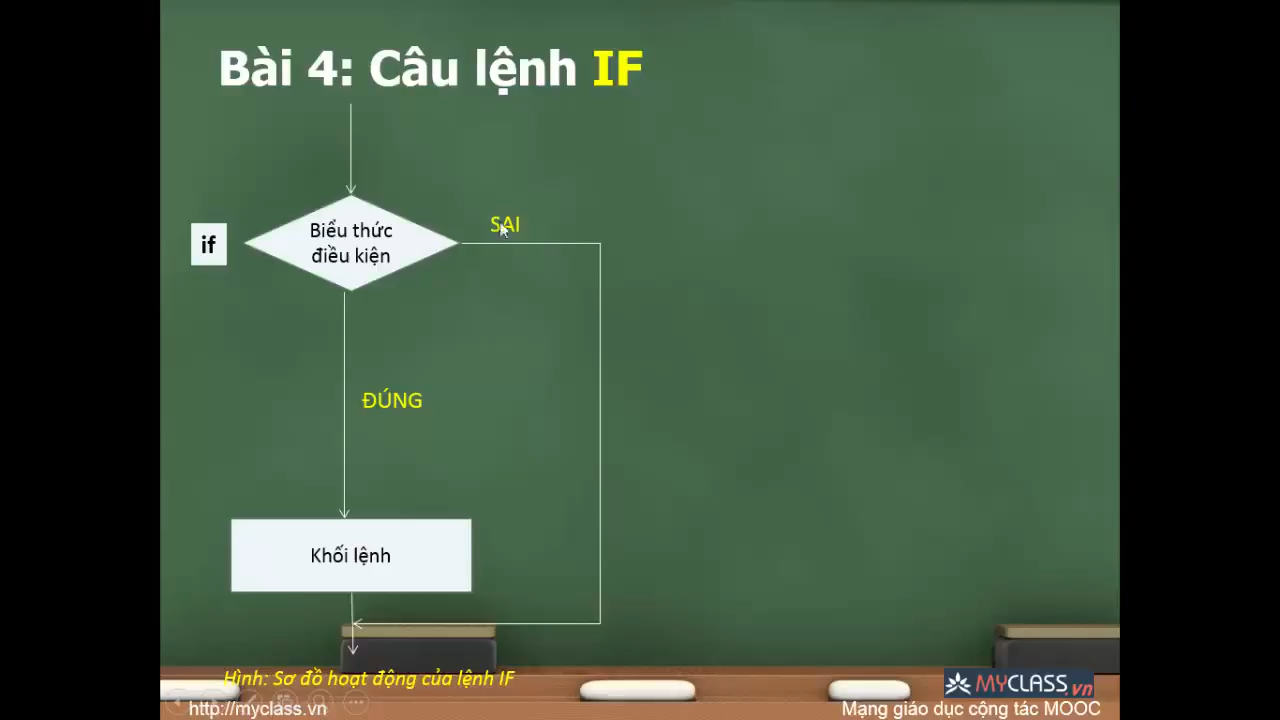 Bài 4: Câu lệnh IF
if
Biểu thức
điều kiện
SAI
ĐÚNG
Khối lệnh
Hình: Sơ đồ hoạt động của lệnh IF
MYCLASS.vn
http://myclass.vn
Mạng giáo dục cộng tác MOOC